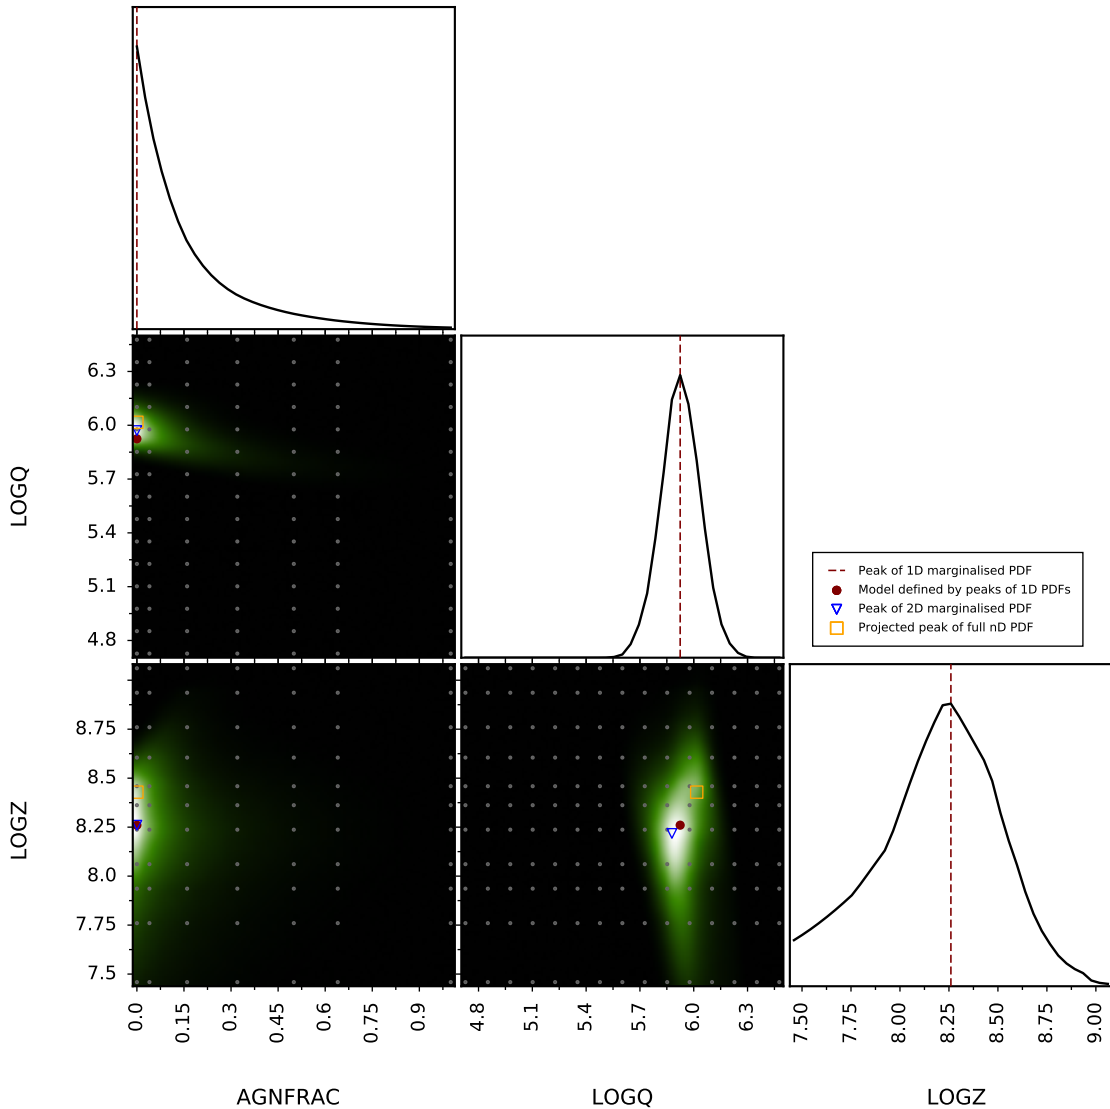 6.3
6.0
5.7
5.4
5.1
4.8
LOGQ
Peak of 1D marginalised PDF
Model defined by peaks of 1D PDFs
Peak of 2D marginalised PDF
Projected peak of full nD PDF
8.75
8.5
8.25
8.0
7.75
7.5
LOGZ
0.0 0.15 0.3 0.45 0.6 0.75 0.9
4.8 5.1 5.4 5.7 6.0 6.3
7.50 7.75 8.00 8.25 8.50 8.75 9.00
AGNFRAC
LOGQ
LOGZ